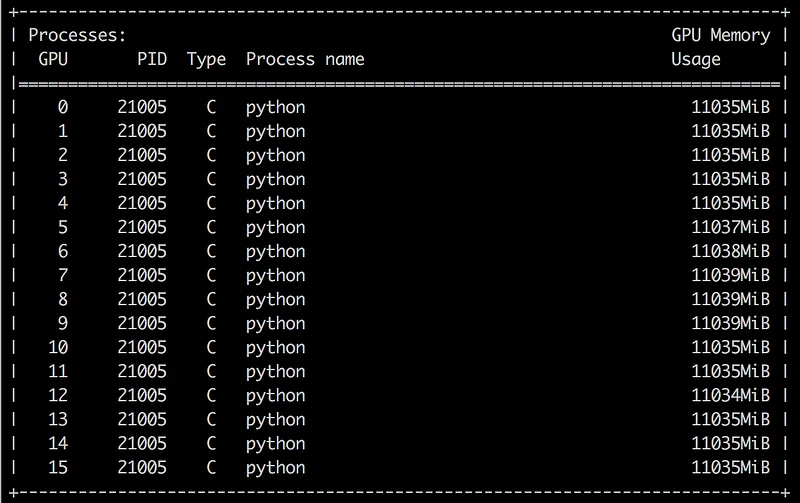 +-----------------------------------------------------------------------------+
| Processes:                                                       GPU Memory |
|  GPU       PID  Type  Process name                               Usage      |
|=============================================================================|
|    0     21005    C   python                                       11035MiB |
|    1     21005    C   python                                       11035MiB |
|    2     21005    C   python                                       11035MiB |
|    3     21005    C   python                                       11035MiB |
|    4     21005    C   python                                       11035MiB |
|    5     21005    C   python                                       11037MiB |
|    6     21005    C   python                                       11038MiB |
|    7     21005    C   python                                       11039MiB |
|    8     21005    C   python                                       11039MiB |
|    9     21005    C   python                                       11039MiB |
|   10     21005    C   python                                       11035MiB |
|   11     21005    C   python                                       11035MiB |
|   12     21005    C   python                                       11034MiB |
|   13     21005    C   python                                       11035MiB |
|   14     21005    C   python                                       11035MiB |
|   15     21005    C   python                                       11035MiB |
+-----------------------------------------------------------------------------+